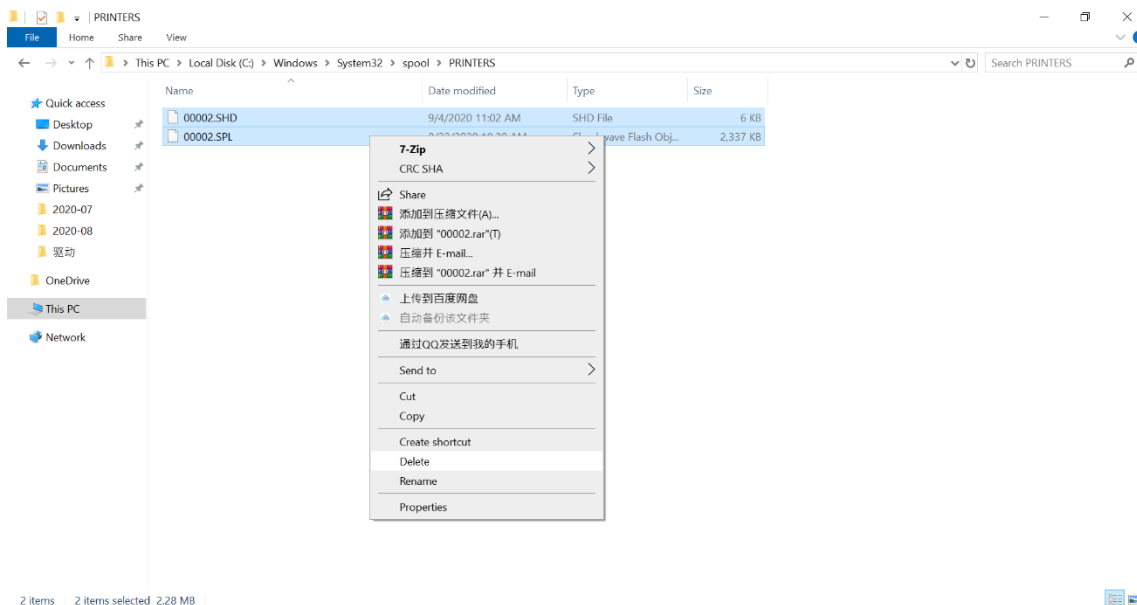 PRINTERS
File Home Share View
This PC > Local Disk (C:) > Windows > System32 > spool > PRINTERS
Search PRINTERS
Name Date modified Type Size
Quick access
Desktop
Downloads
Documents
Pictures
2020-07
2020-08
驱动
OneDrive
This PC
Network
00002.SHD 9/4/2020 11:02 AM SHD File 6 KB
00002.SPL Flash Obj... 2,337 KB
7-Zip
CRC SHA
Share
添加到压缩文件(A)...
添加到 "00002.rar"(T)
压缩并 E-mail...
压缩到 "00002.rar" 并 E-mail
上传到百度网盘
自动备份该文件夹
通过QQ发送到我的手机
Send to
Cut
Copy
Create shortcut
Delete
Rename
Properties
2 items 2 items selected 2.28 MB